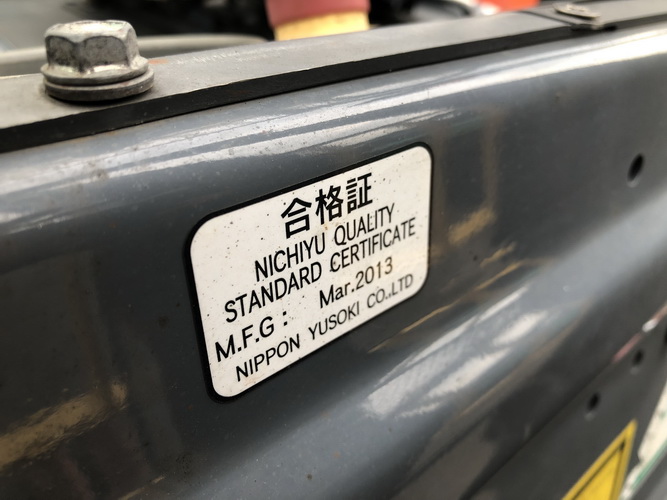 合格証
NICHIYU QUALITY
STANDARD CERTIFICATE
M.F.G : Mar.2013
NIPPON YUSOKI CO.,LTD